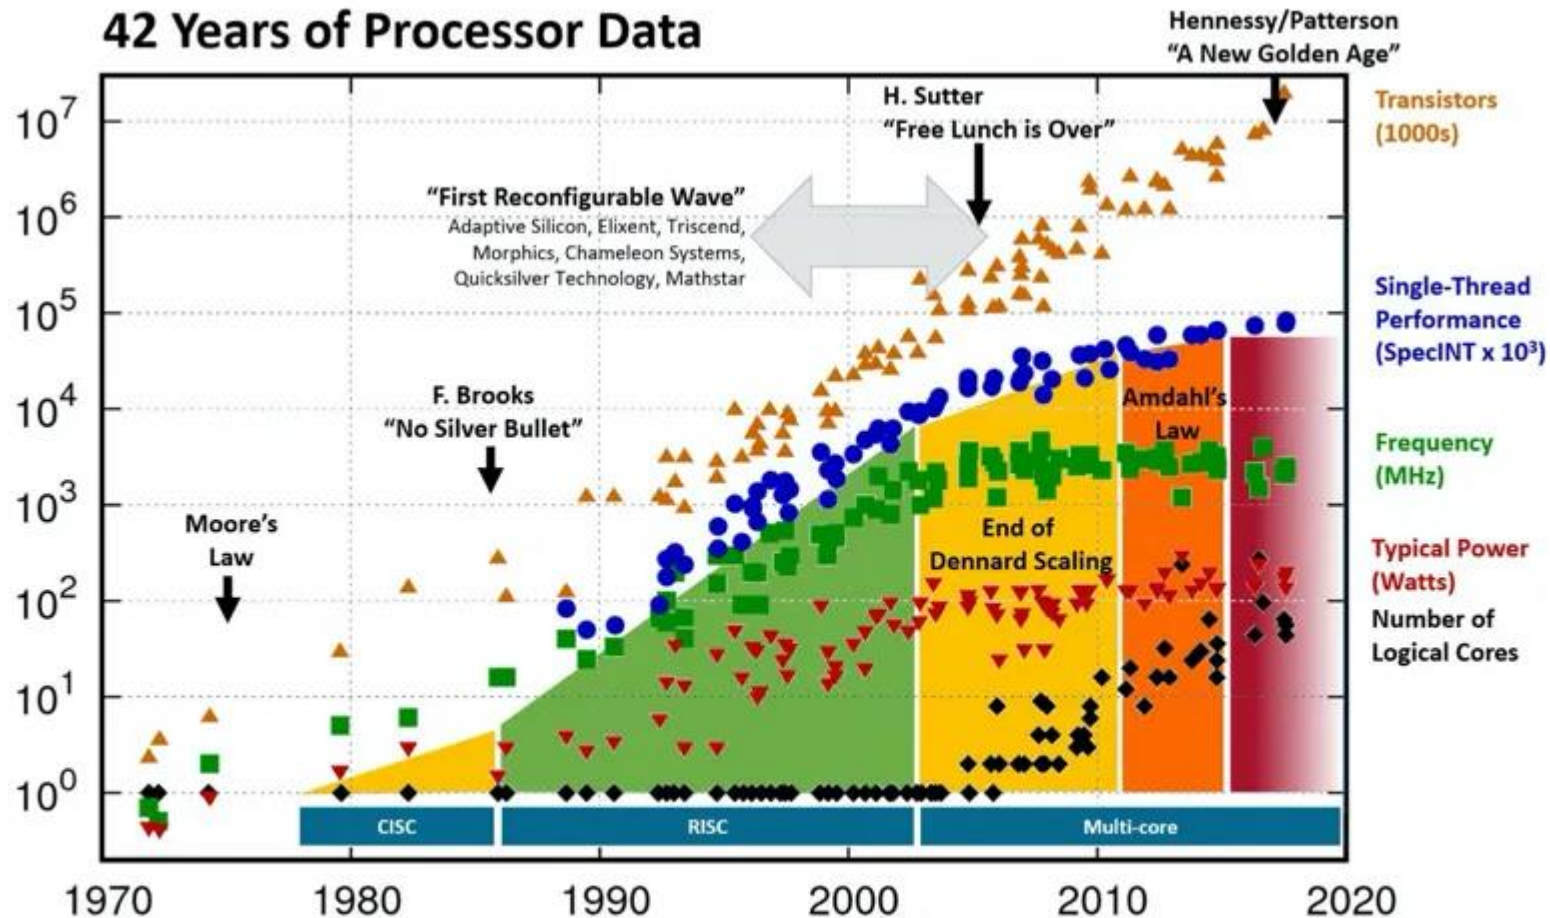 42 Years of Processor Data
Hennessy/Patterson
“A New Golden Age”
H. Sutter
“Free Lunch is Over”
“First Reconfigurable Wave”
Adaptive Silicon, Elixent, Triscend,
Morphics, Chameleon Systems,
Quicksilver Technology, Mathstar
F. Brooks
“No Silver Bullet”
Moore’s
Law
Amdahl’s
Law
End of
Dennard Scaling
10⁷
10⁶
10⁵
10⁴
10³
10²
10¹
10⁰
Transistors
(1000s)
Single-Thread
Performance
(SpecINT x 10³)
Frequency
(MHz)
Typical Power
(Watts)
Number of
Logical Cores
CISC
RISC
Multi-core
1970
1980
1990
2000
2010
2020